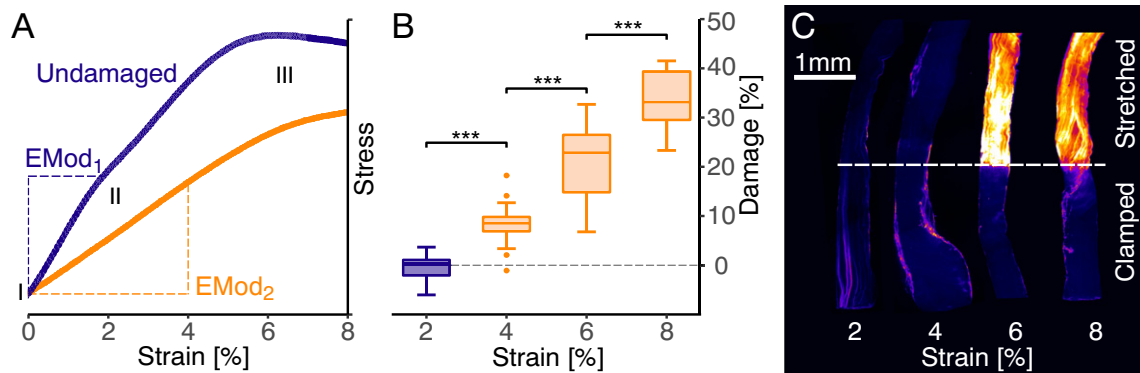 A
Undamaged
III
EMod1
II
EMod2
I
0 2 4 6 8
Strain [%]
Stress
B
***
***
***
50
40
30
20
10
0
Damage [%]
2 4 6 8
Strain [%]
C
1mm
Stretched
Clamped
2 4 6 8
Strain [%]